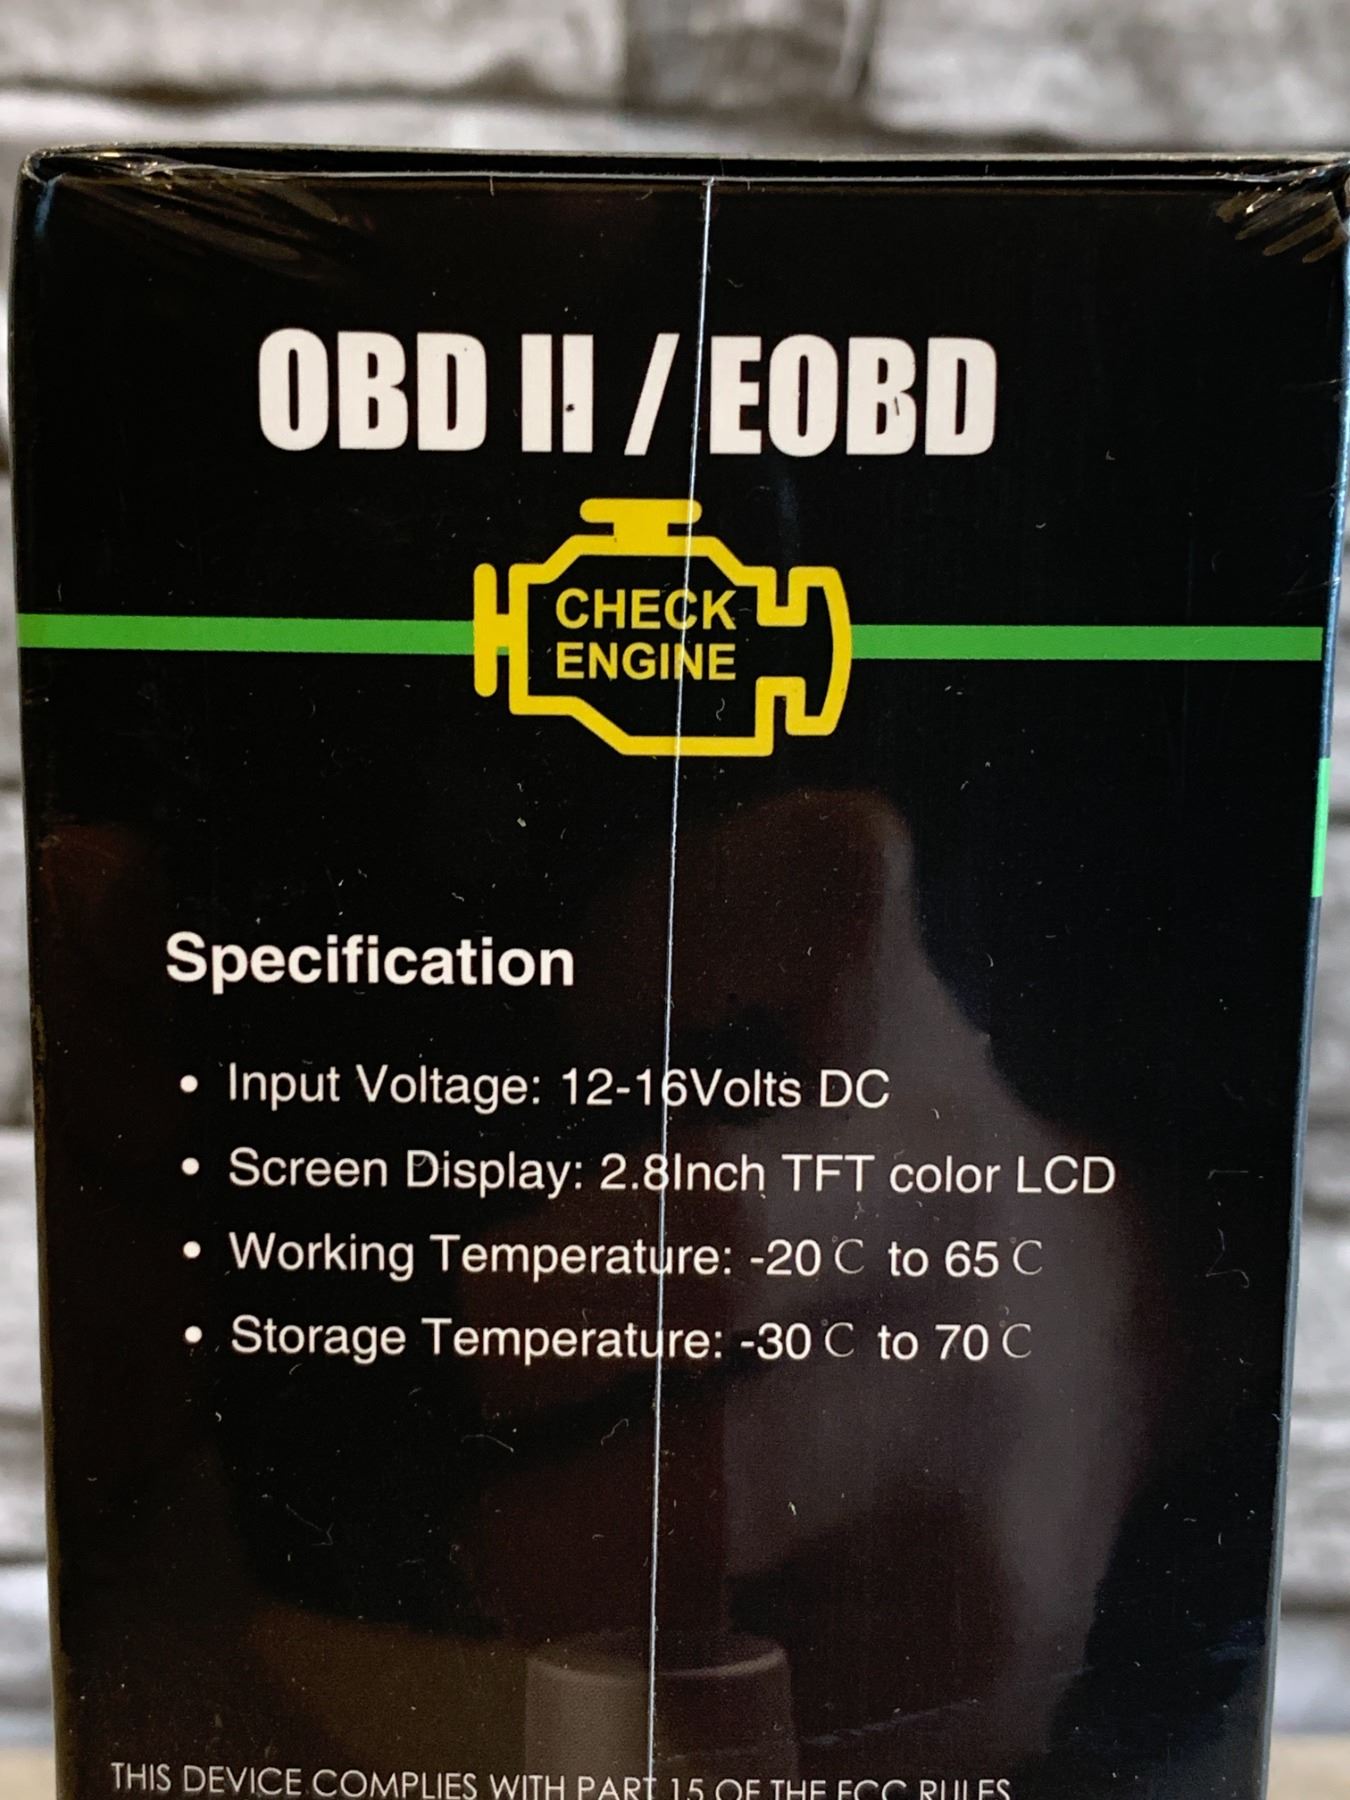 OBD II / EOBD
CHECK
ENGINE
Specification
• Input Voltage: 12-16Volts DC
• Screen Display: 2.8Inch TFT color LCD
• Working Temperature: -20℃ to 65℃
• Storage Temperature: -30℃ to 70℃
THIS DEVICE COMPLIES WITH PART 15 OF THE FCC RULES